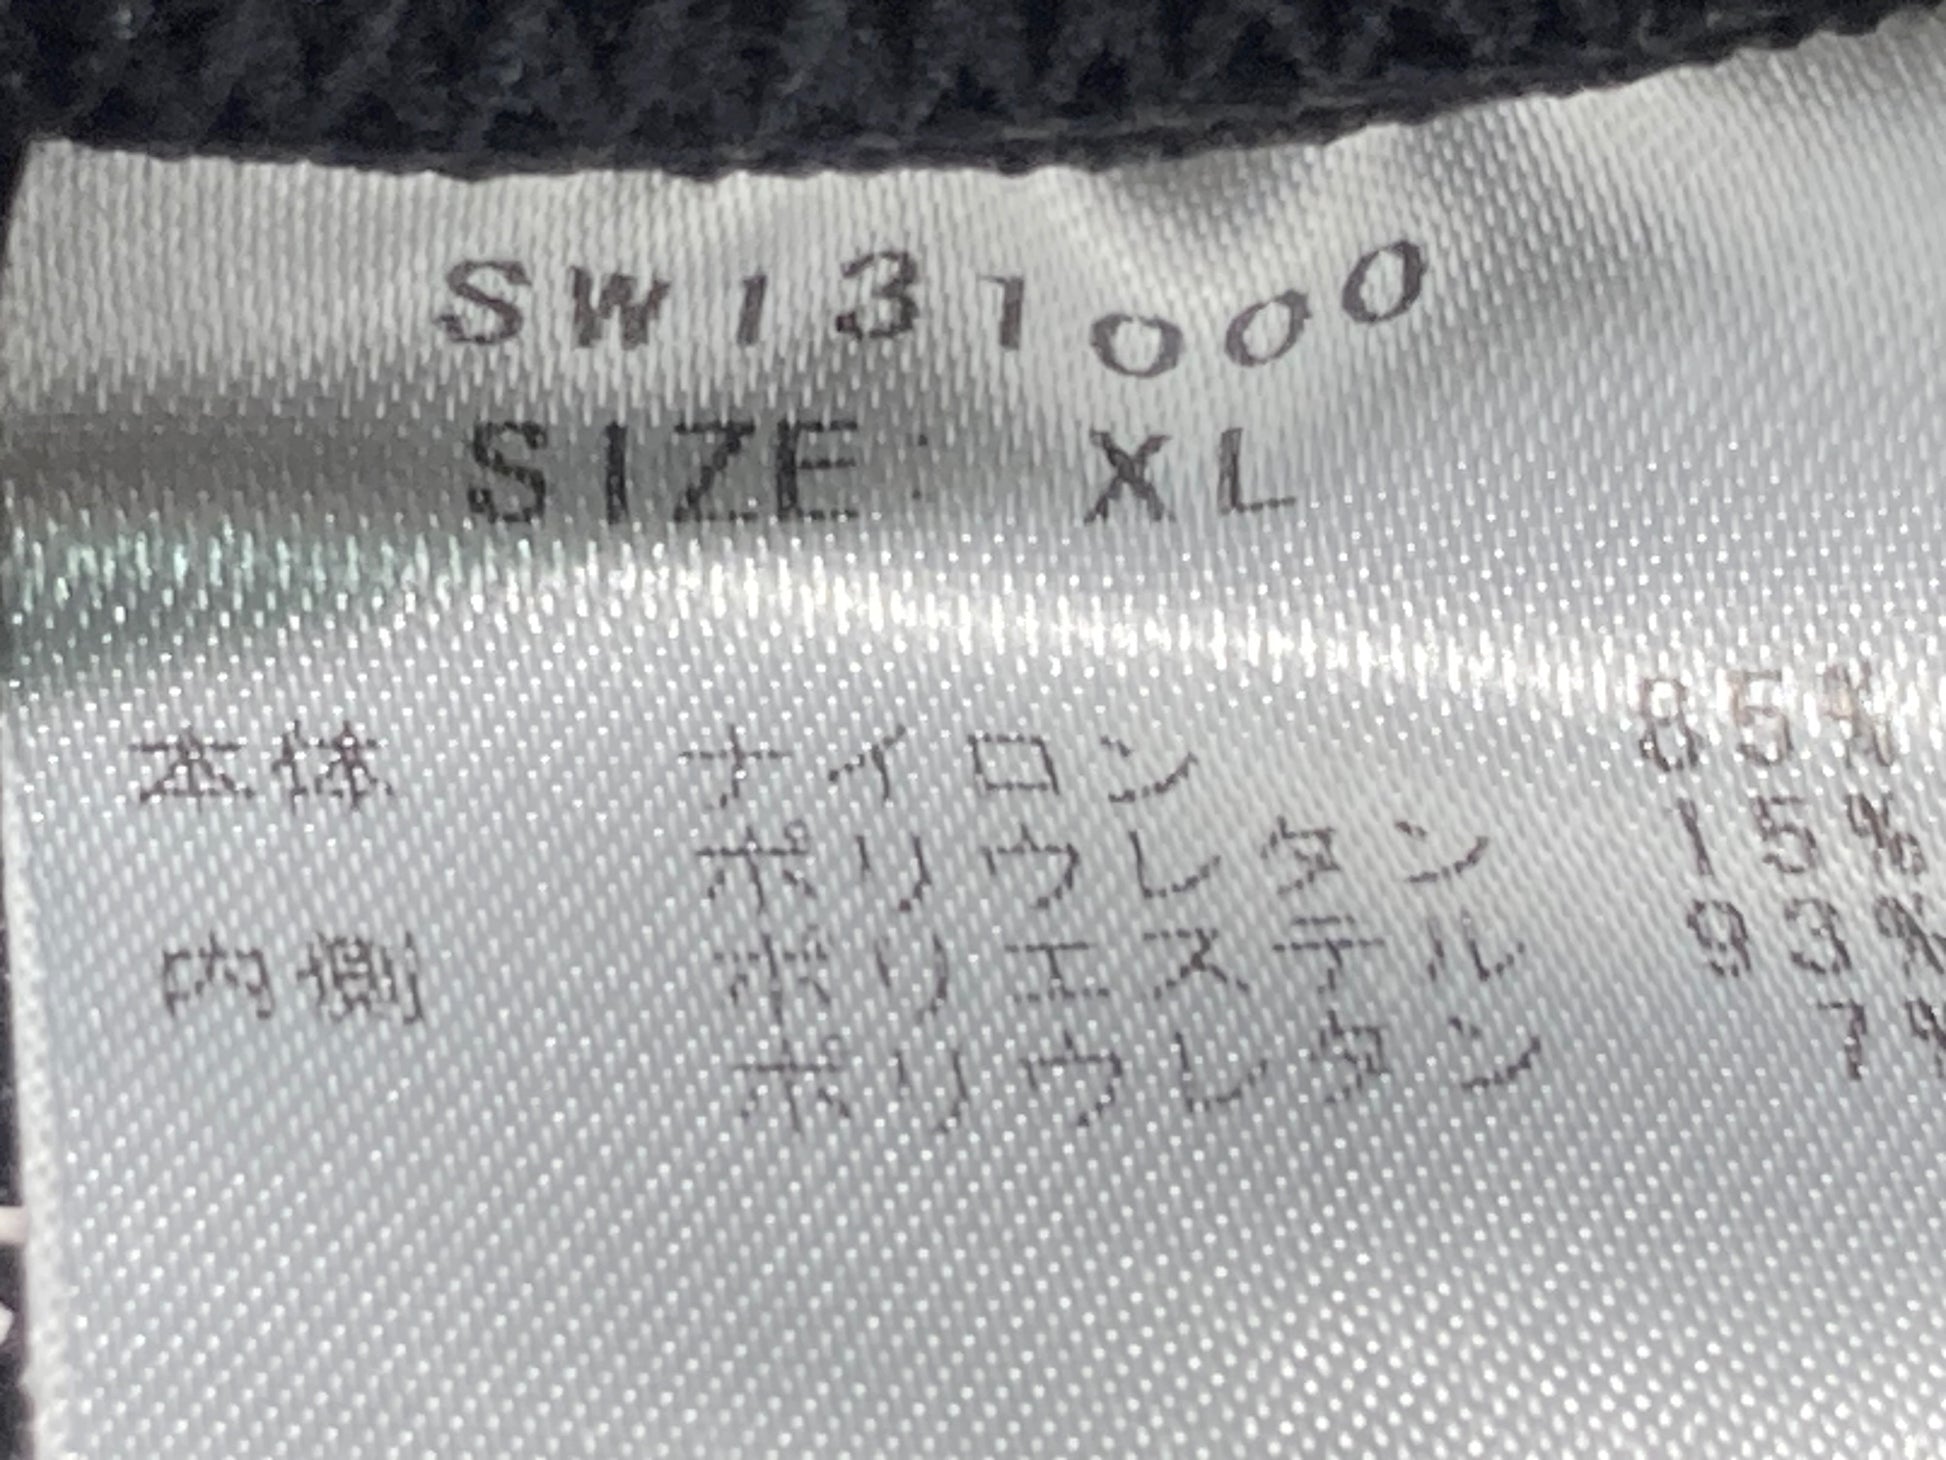 SW131000
SIZE: XL
本体 ナイロン 85%
ポリウレタン 15%
内側 ポリエステル 93%
ポリウレタン 7%